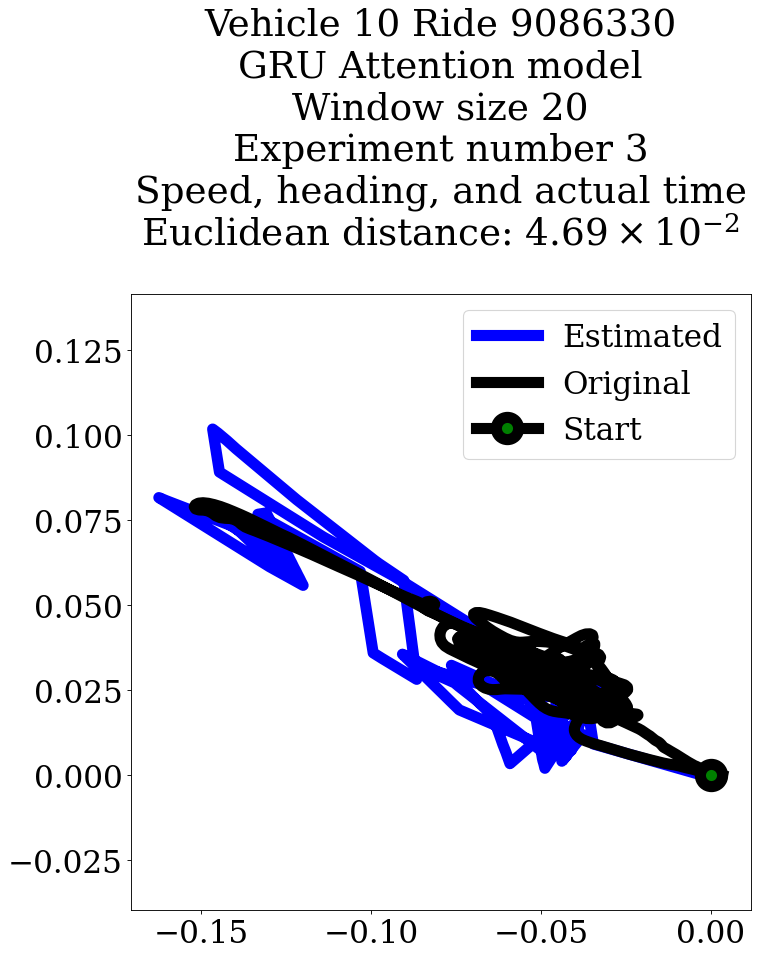 Vehicle 10 Ride 9086330
GRU Attention model
Window size 20
Experiment number 3
Speed, heading, and actual time
Euclidean distance: 4.69 × 10⁻²
Estimated
Original
Start
0.125
0.100
0.075
0.050
0.025
0.000
−0.025
−0.15
−0.10
−0.05
0.00